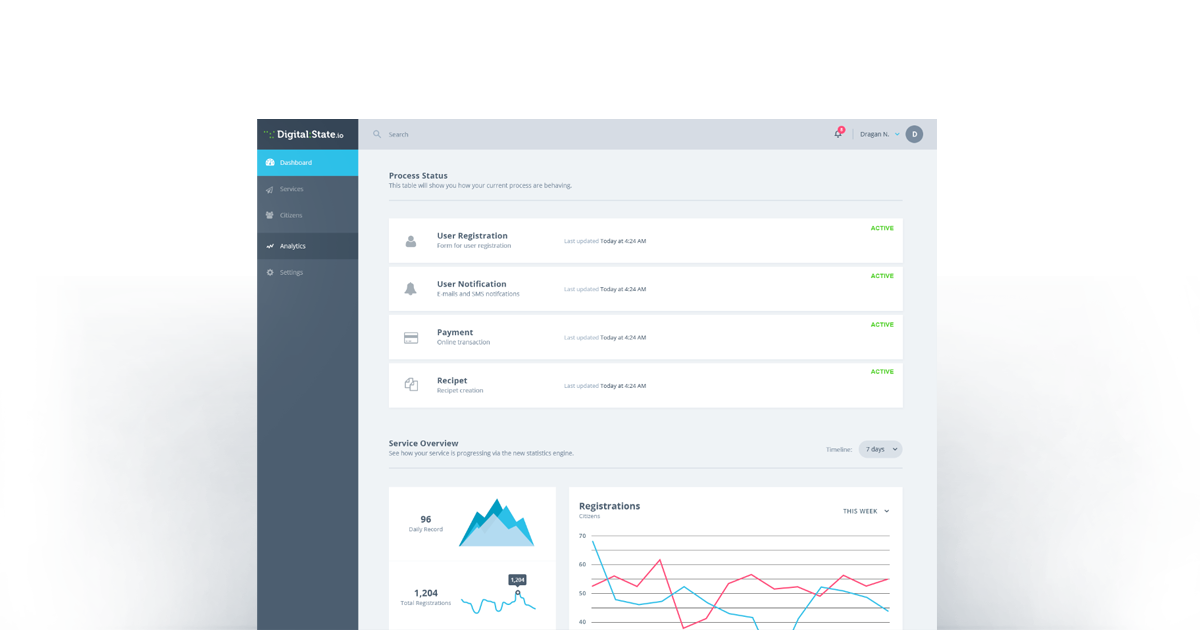 Digital:State.io
Search
8
Dragan N.
D
Dashboard
Services
Citizens
Analytics
Settings
Process Status
This table will show you how your current process are behaving.
User Registration
Form for user registration
Last updated Today at 4:24 AM
ACTIVE
User Notification
E-mails and SMS notifications
Last updated Today at 4:24 AM
ACTIVE
Payment
Online transaction
Last updated Today at 4:24 AM
ACTIVE
Recipet
Recipet creation
Last updated Today at 4:24 AM
ACTIVE
Service Overview
See how your service is progressing via the new statistics engine.
Timeline: 7 days
96
Daily Record
1,204
Total Registrations
1,204
Registrations
Citizens
THIS WEEK
70
60
50
40